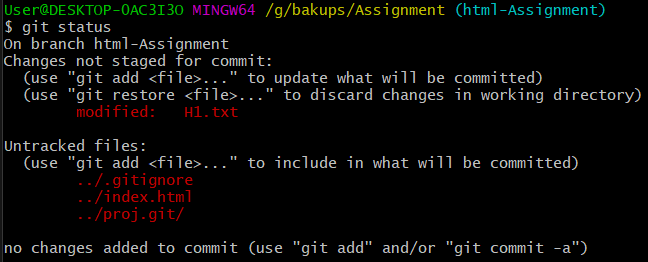 User@DESKTOP-OAC3I3O MINGW64 /g/bakups/Assignment (html-Assignment)
$ git status
On branch html-Assignment
Changes not staged for commit:
  (use "git add <file>..." to update what will be committed)
  (use "git restore <file>..." to discard changes in working directory)
        modified:   H1.txt

Untracked files:
  (use "git add <file>..." to include in what will be committed)
        ../.gitignore
        ../index.html
        ../proj.git/

no changes added to commit (use "git add" and/or "git commit -a")